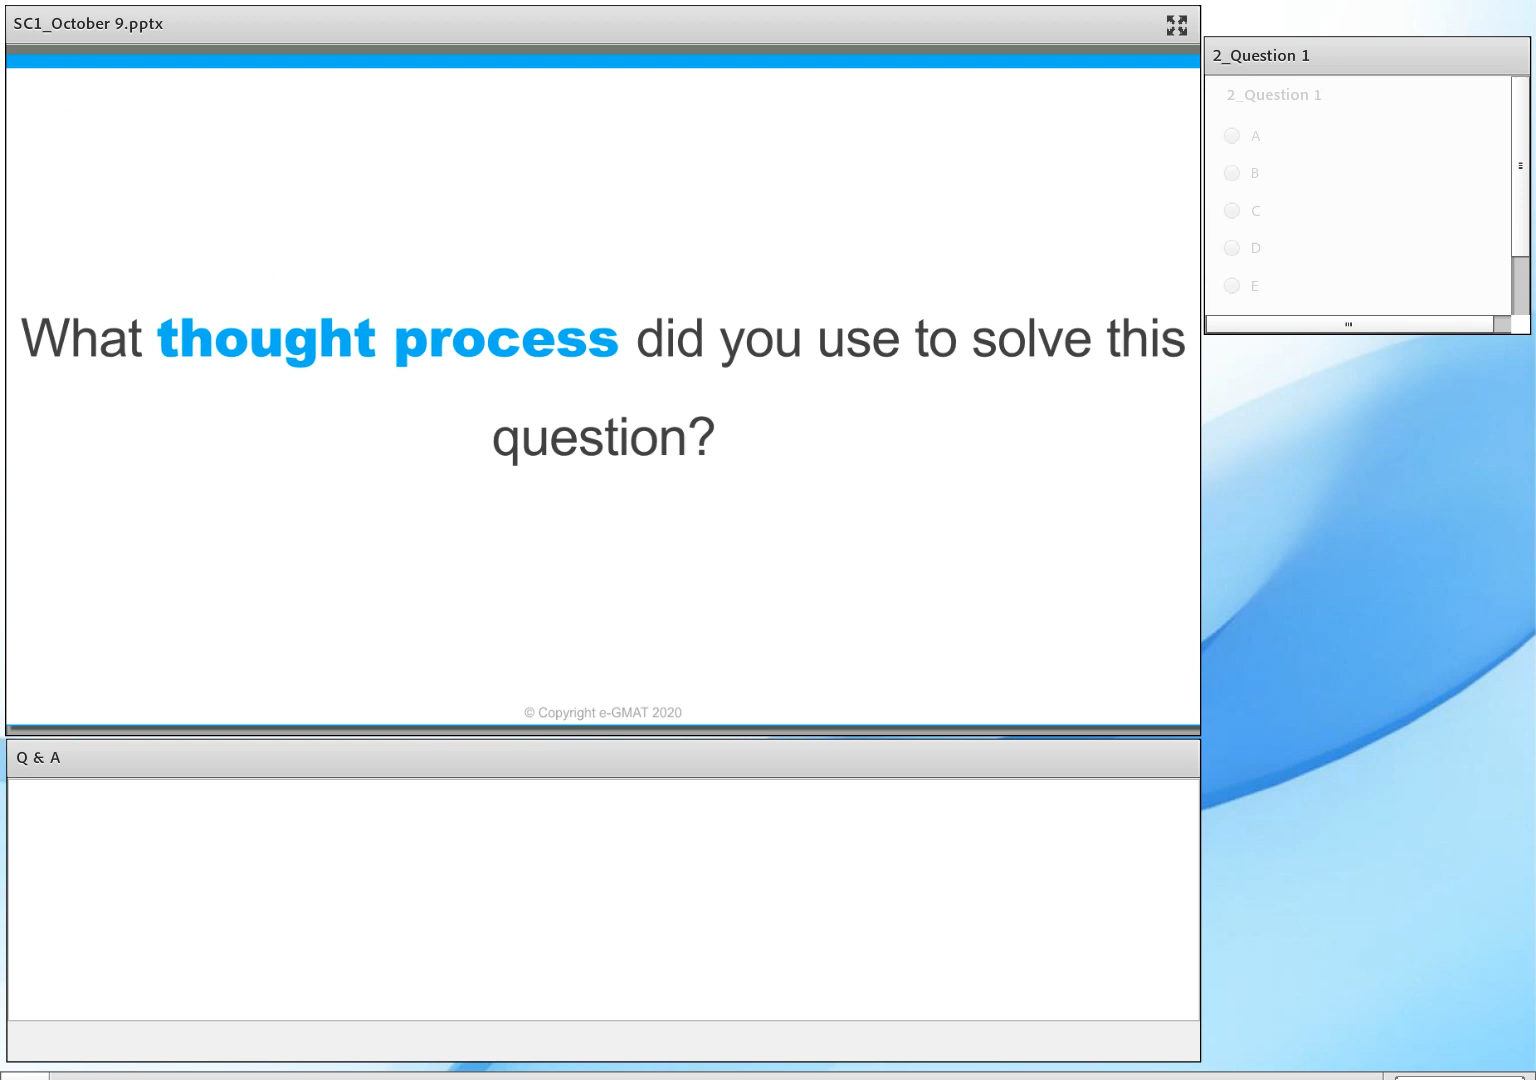 SC1_October 9.pptx
What thought process did you use to solve this
question?
© Copyright e-GMAT 2020
2_Question 1
2_Question 1
A
B
C
D
E
Q & A